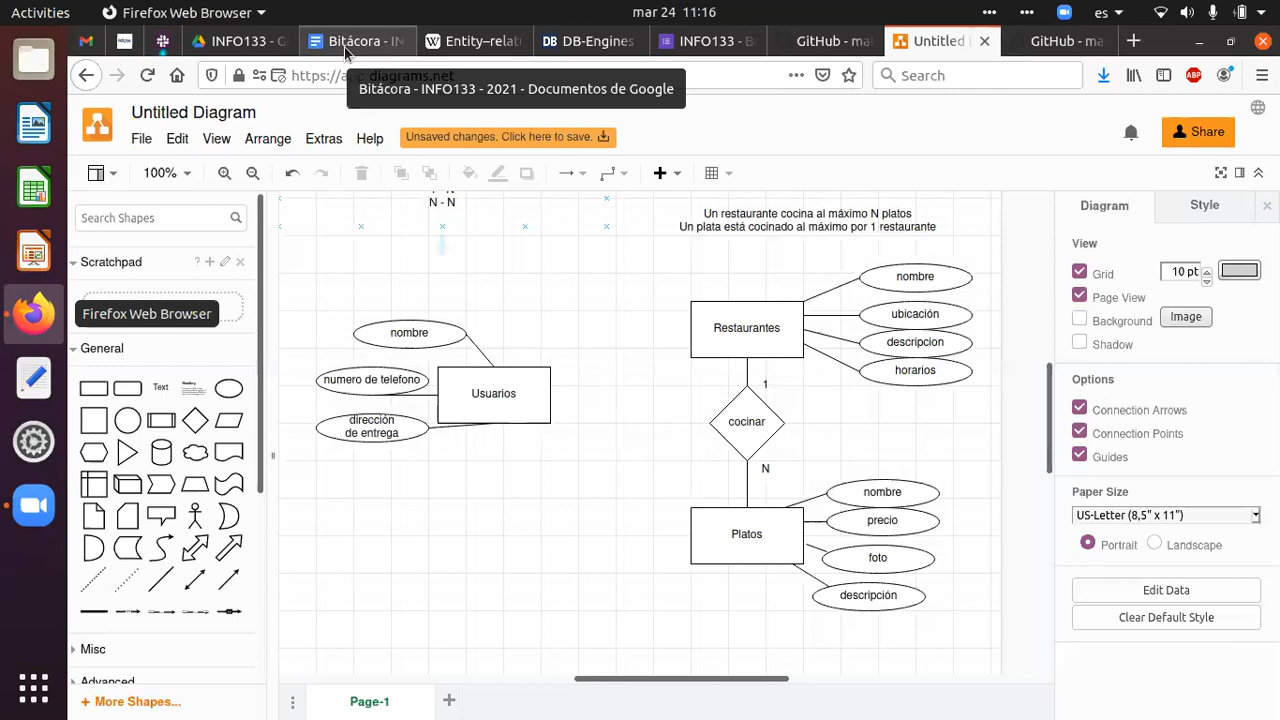 Activities
Firefox Web Browser
mar 24 11:16
es
INFO133 - G
Bitácora - IN
Entity–relat
DB-Engines
INFO133 - B
GitHub - ma
Untitled
GitHub - ma
https://a
diagrams.net
Search
Bitácora - INFO133 - 2021 - Documentos de Google
Untitled Diagram
File
Edit
View
Arrange
Extras
Help
Unsaved changes. Click here to save.
Share
100%
Search Shapes
Scratchpad
Firefox Web Browser
General
Text
Heading
Misc
Advanced
+ More Shapes...
N - N
Un restaurante cocina al máximo N platos
Un plata está cocinado al máximo por 1 restaurante
nombre
ubicación
descripcion
horarios
Restaurantes
1
cocinar
N
nombre
precio
foto
descripción
Platos
nombre
numero de telefono
dirección
de entrega
Usuarios
Page-1
Diagram
Style
View
Grid
10 pt
Page View
Background
Image
Shadow
Options
Connection Arrows
Connection Points
Guides
Paper Size
US-Letter (8,5" x 11")
Portrait
Landscape
Edit Data
Clear Default Style